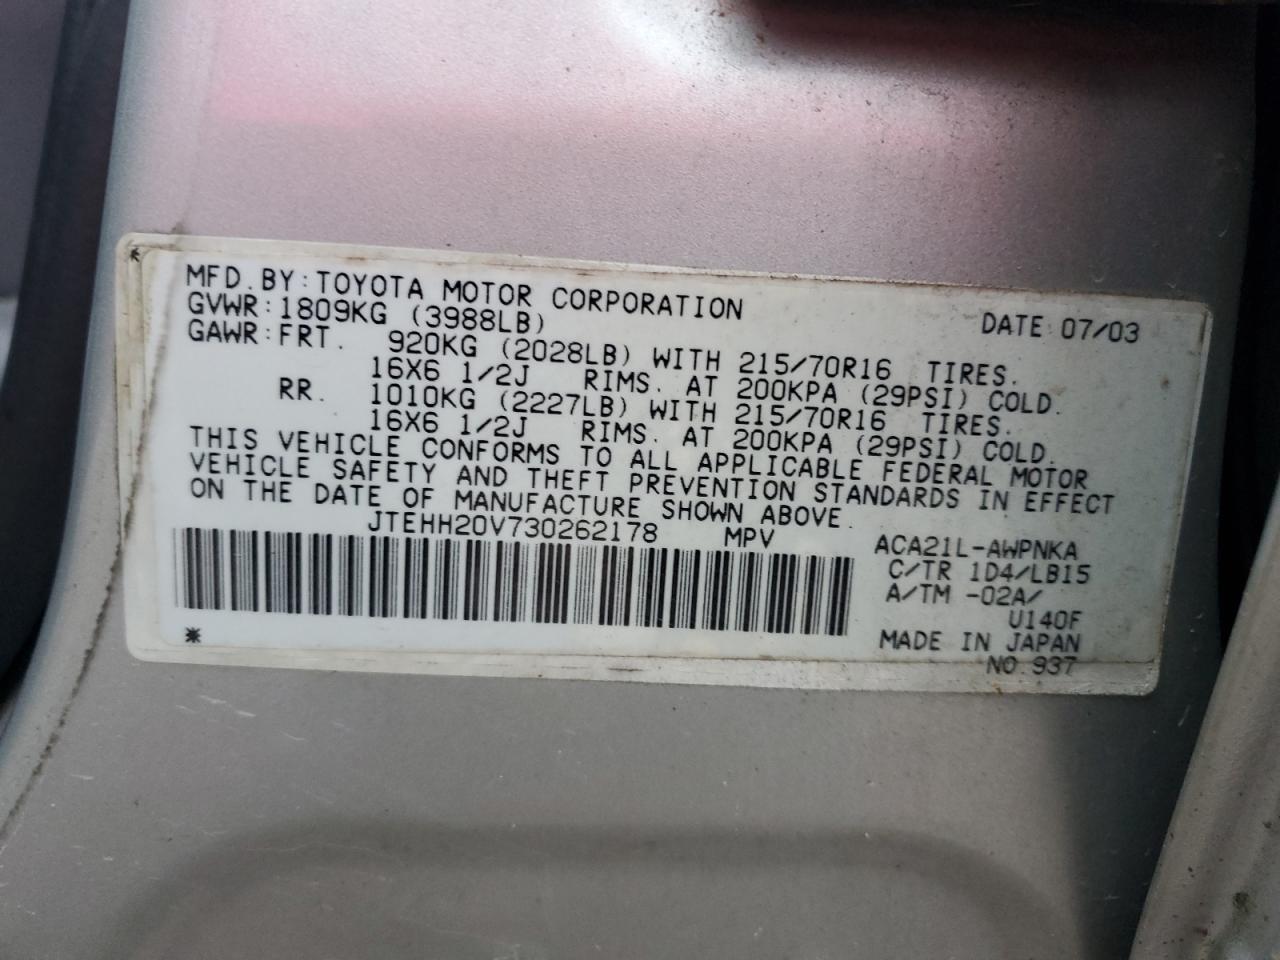 MFD. BY: TOYOTA MOTOR CORPORATION DATE 07/03
GVWR: 1809KG (3988LB)
GAWR: FRT. 920KG (2028LB) WITH 215/70R16 TIRES.
16X6 1/2J RIMS. AT 200KPA (29PSI) COLD.
RR. 1010KG (2227LB) WITH 215/70R16 TIRES.
16X6 1/2J RIMS. AT 200KPA (29PSI) COLD.
THIS VEHICLE CONFORMS TO ALL APPLICABLE FEDERAL MOTOR
VEHICLE SAFETY AND THEFT PREVENTION STANDARDS IN EFFECT
ON THE DATE OF MANUFACTURE SHOWN ABOVE.
JTEHH20V730262178 MPV
ACA21L-AWPNKA
C/TR 1D4/LB15
A/TM -02A/
U140F
MADE IN JAPAN
NO.937